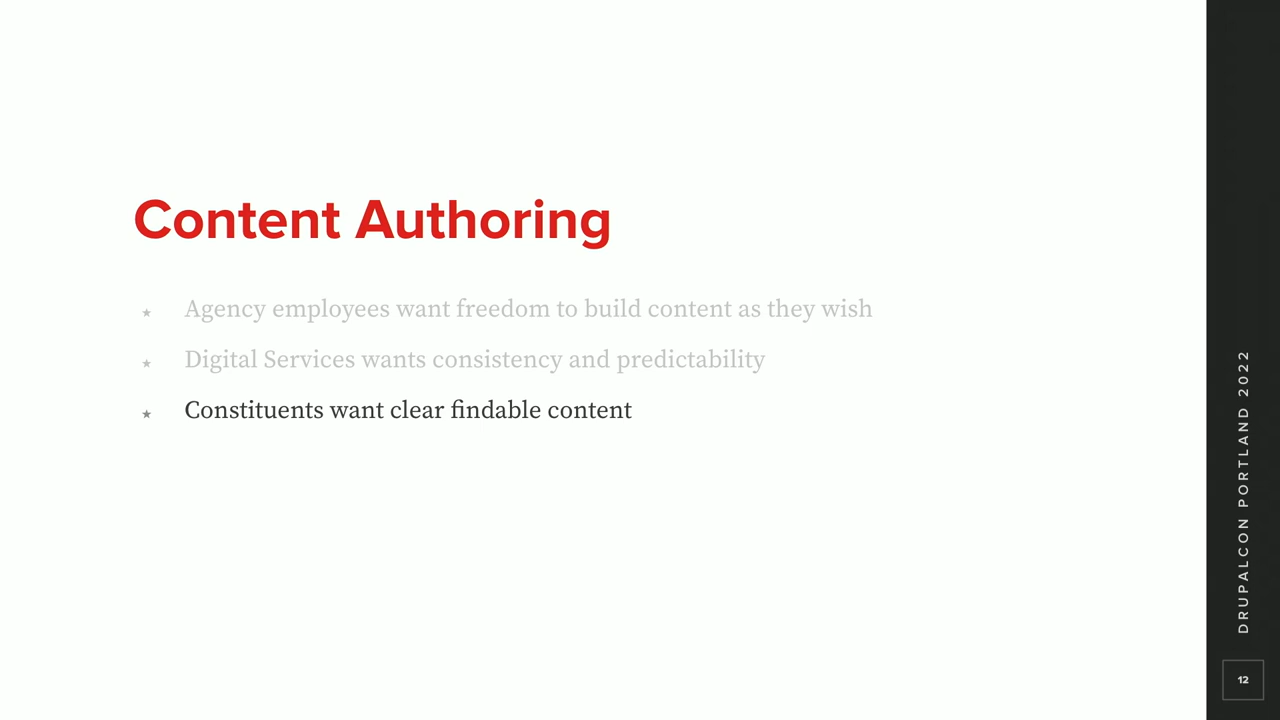 Content Authoring
★ Agency employees want freedom to build content as they wish
★ Digital Services wants consistency and predictability
★ Constituents want clear findable content
DRUPALCON PORTLAND 2022
12